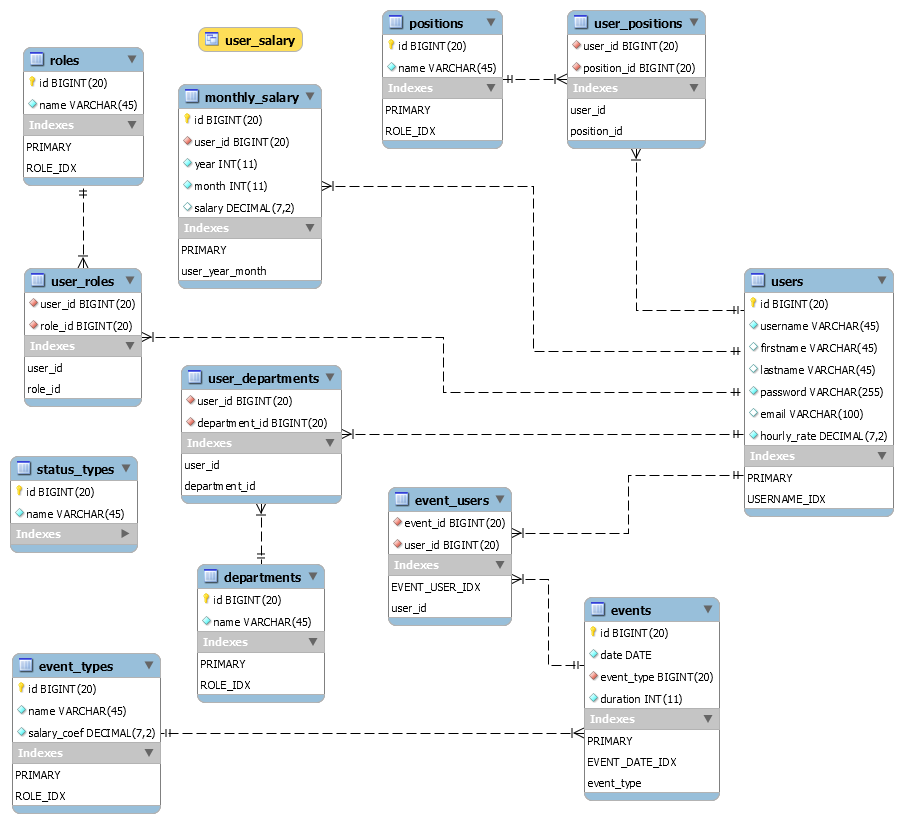 positions
id BIGINT(20)
name VARCHAR(45)
Indexes
PRIMARY
ROLE_IDX
user_positions
user_id BIGINT(20)
position_id BIGINT(20)
Indexes
user_id
position_id
user_salary
roles
id BIGINT(20)
name VARCHAR(45)
Indexes
PRIMARY
ROLE_IDX
monthly_salary
id BIGINT(20)
user_id BIGINT(20)
year INT(11)
month INT(11)
salary DECIMAL(7,2)
Indexes
PRIMARY
user_year_month
user_roles
user_id BIGINT(20)
role_id BIGINT(20)
Indexes
user_id
role_id
users
id BIGINT(20)
username VARCHAR(45)
firstname VARCHAR(45)
lastname VARCHAR(45)
password VARCHAR(255)
email VARCHAR(100)
hourly_rate DECIMAL(7,2)
Indexes
PRIMARY
USERNAME_IDX
user_departments
user_id BIGINT(20)
department_id BIGINT(20)
Indexes
user_id
department_id
status_types
id BIGINT(20)
name VARCHAR(45)
Indexes
event_users
event_id BIGINT(20)
user_id BIGINT(20)
Indexes
EVENT_USER_IDX
user_id
departments
id BIGINT(20)
name VARCHAR(45)
Indexes
PRIMARY
ROLE_IDX
events
id BIGINT(20)
date DATE
event_type BIGINT(20)
duration INT(11)
Indexes
PRIMARY
EVENT_DATE_IDX
event_type
event_types
id BIGINT(20)
name VARCHAR(45)
salary_coef DECIMAL(7,2)
Indexes
PRIMARY
ROLE_IDX